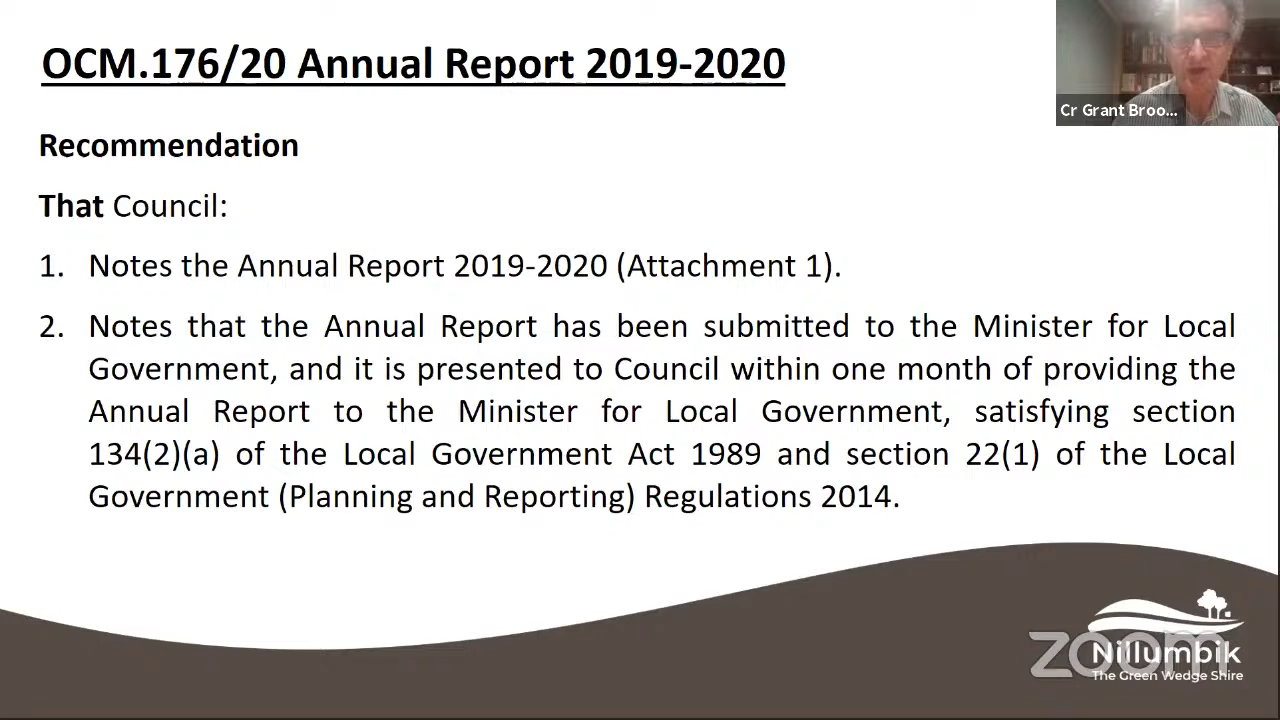 OCM.176/20 Annual Report 2019-2020
Cr Grant Broo...
Recommendation
That Council:
1. Notes the Annual Report 2019-2020 (Attachment 1).
2. Notes that the Annual Report has been submitted to the Minister for Local
Government, and it is presented to Council within one month of providing the
Annual Report to the Minister for Local Government, satisfying section
134(2)(a) of the Local Government Act 1989 and section 22(1) of the Local
Government (Planning and Reporting) Regulations 2014.
zoom
Nillumbik
The Green Wedge Shire